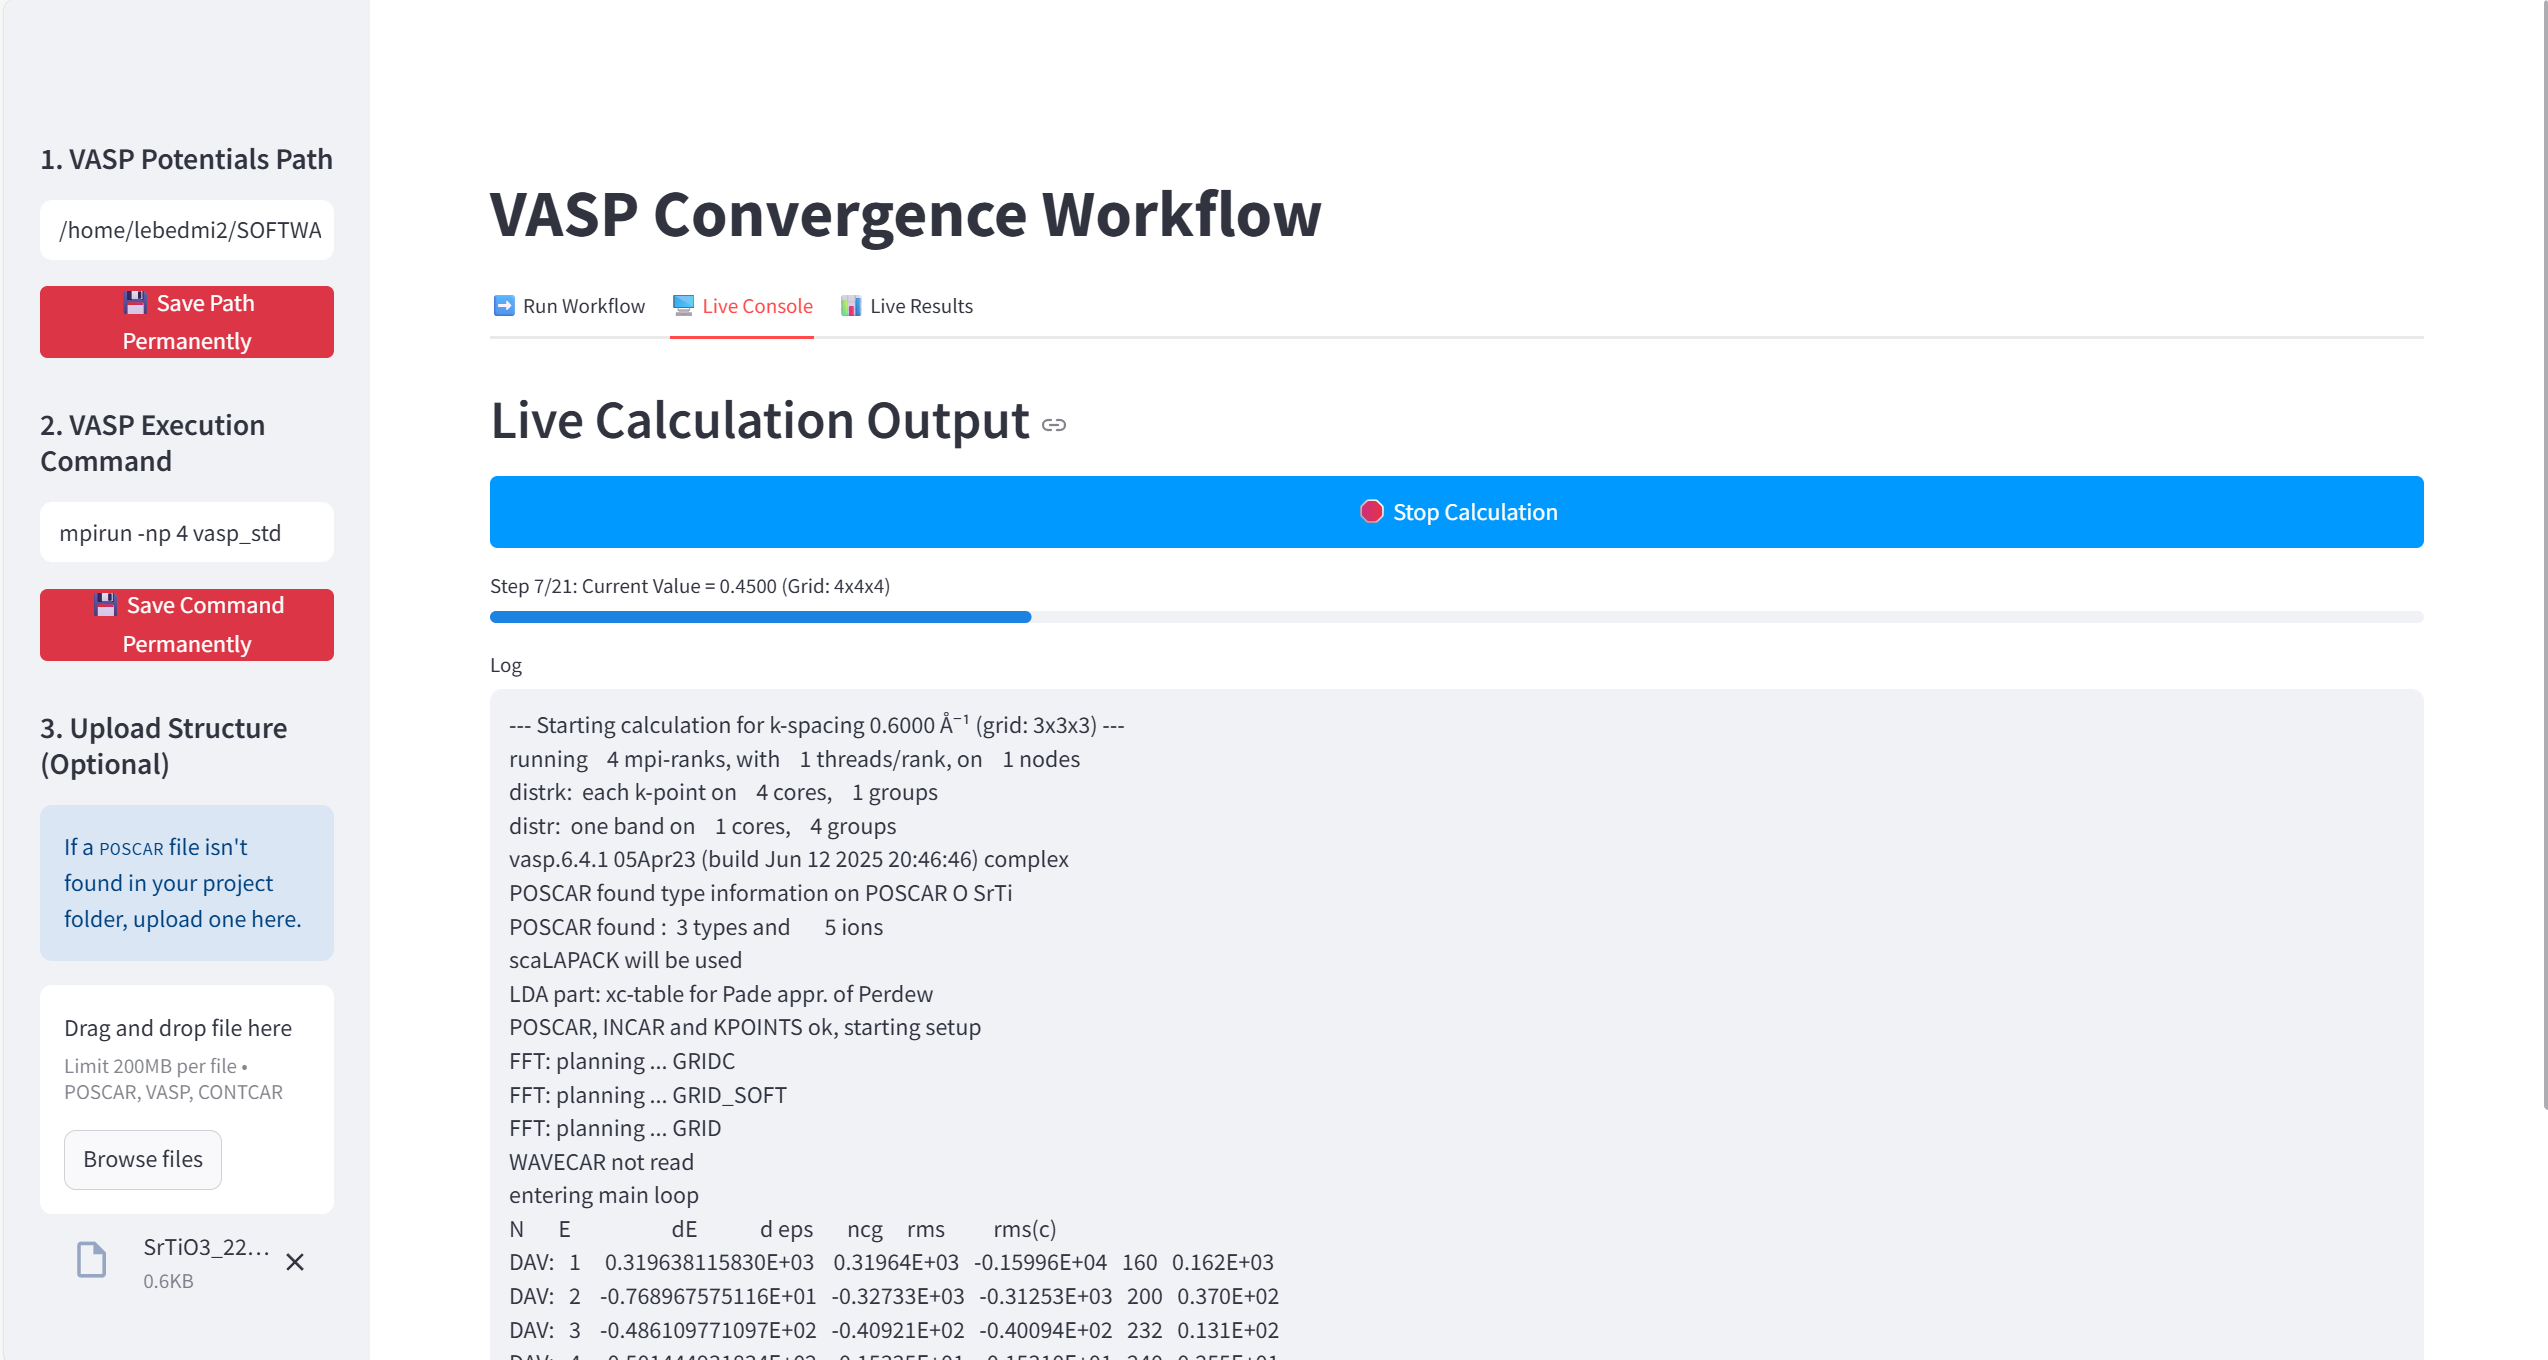 1. VASP Potentials Path
/home/lebedmi2/SOFTWA
💾 Save Path
Permanently
2. VASP Execution
Command
mpirun -np 4 vasp_std
💾 Save Command
Permanently
3. Upload Structure
(Optional)
If a POSCAR file isn't
found in your project
folder, upload one here.
Drag and drop file here
Limit 200MB per file •
POSCAR, VASP, CONTCAR
Browse files
SrTiO3_22...
0.6KB
VASP Convergence Workflow
➡️ Run Workflow 🖥️ Live Console 📊 Live Results
Live Calculation Output
🛑 Stop Calculation
Step 7/21: Current Value = 0.4500 (Grid: 4x4x4)
Log
--- Starting calculation for k-spacing 0.6000 Å⁻¹ (grid: 3x3x3) ---
running 4 mpi-ranks, with 1 threads/rank, on 1 nodes
distrk: each k-point on 4 cores, 1 groups
distr: one band on 1 cores, 4 groups
vasp.6.4.1 05Apr23 (build Jun 12 2025 20:46:46) complex
POSCAR found type information on POSCAR O SrTi
POSCAR found : 3 types and 5 ions
scaLAPACK will be used
LDA part: xc-table for Pade appr. of Perdew
POSCAR, INCAR and KPOINTS ok, starting setup
FFT: planning ... GRIDC
FFT: planning ... GRID_SOFT
FFT: planning ... GRID
WAVECAR not read
entering main loop
N E dE d eps ncg rms rms(c)
DAV: 1 0.319638115830E+03 0.31964E+03 -0.15996E+04 160 0.162E+03
DAV: 2 -0.768967575116E+01 -0.32733E+03 -0.31253E+03 200 0.370E+02
DAV: 3 -0.486109771097E+02 -0.40921E+02 -0.40094E+02 232 0.131E+02